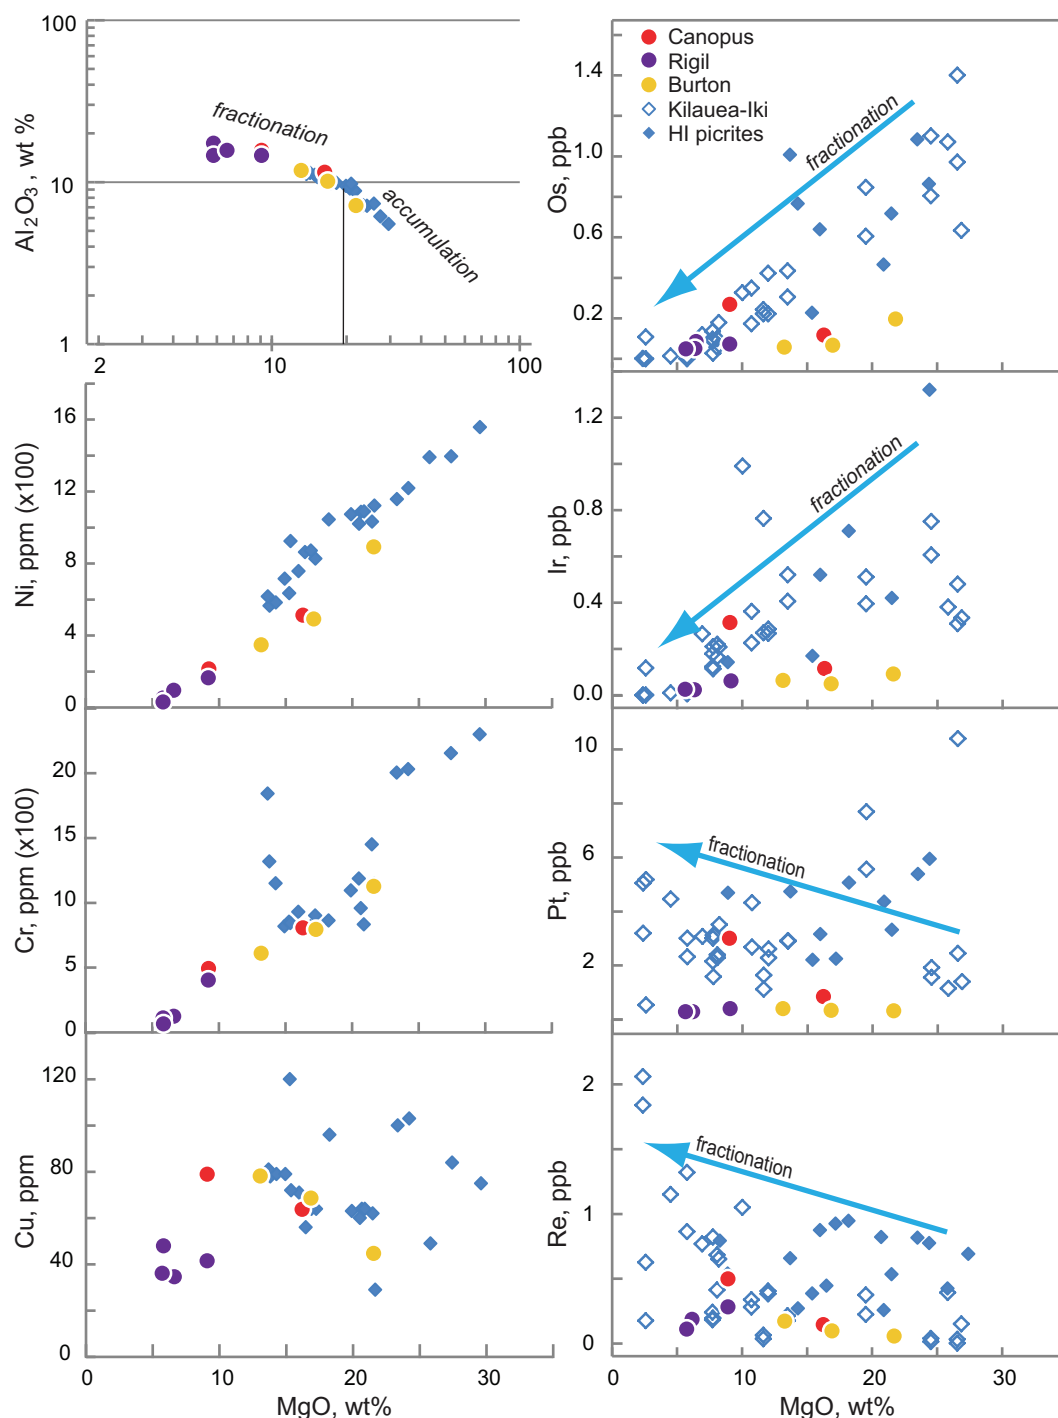 100
10
1
Al2O3 , wt %
fractionation
accumulation
2
10
100
16
12
8
4
0
Ni, ppm (x100)
20
15
10
5
0
Cr, ppm (x100)
120
80
40
0
Cu, ppm
0
10
20
30
MgO, wt%
Canopus
Rigil
Burton
Kilauea-Iki
HI picrites
1.4
1.0
0.6
0.2
Os, ppb
fractionation
1.2
0.8
0.4
0.0
Ir, ppb
fractionation
10
6
2
Pt, ppb
fractionation
2
1
0
Re, ppb
fractionation
0
10
20
30
MgO, wt%